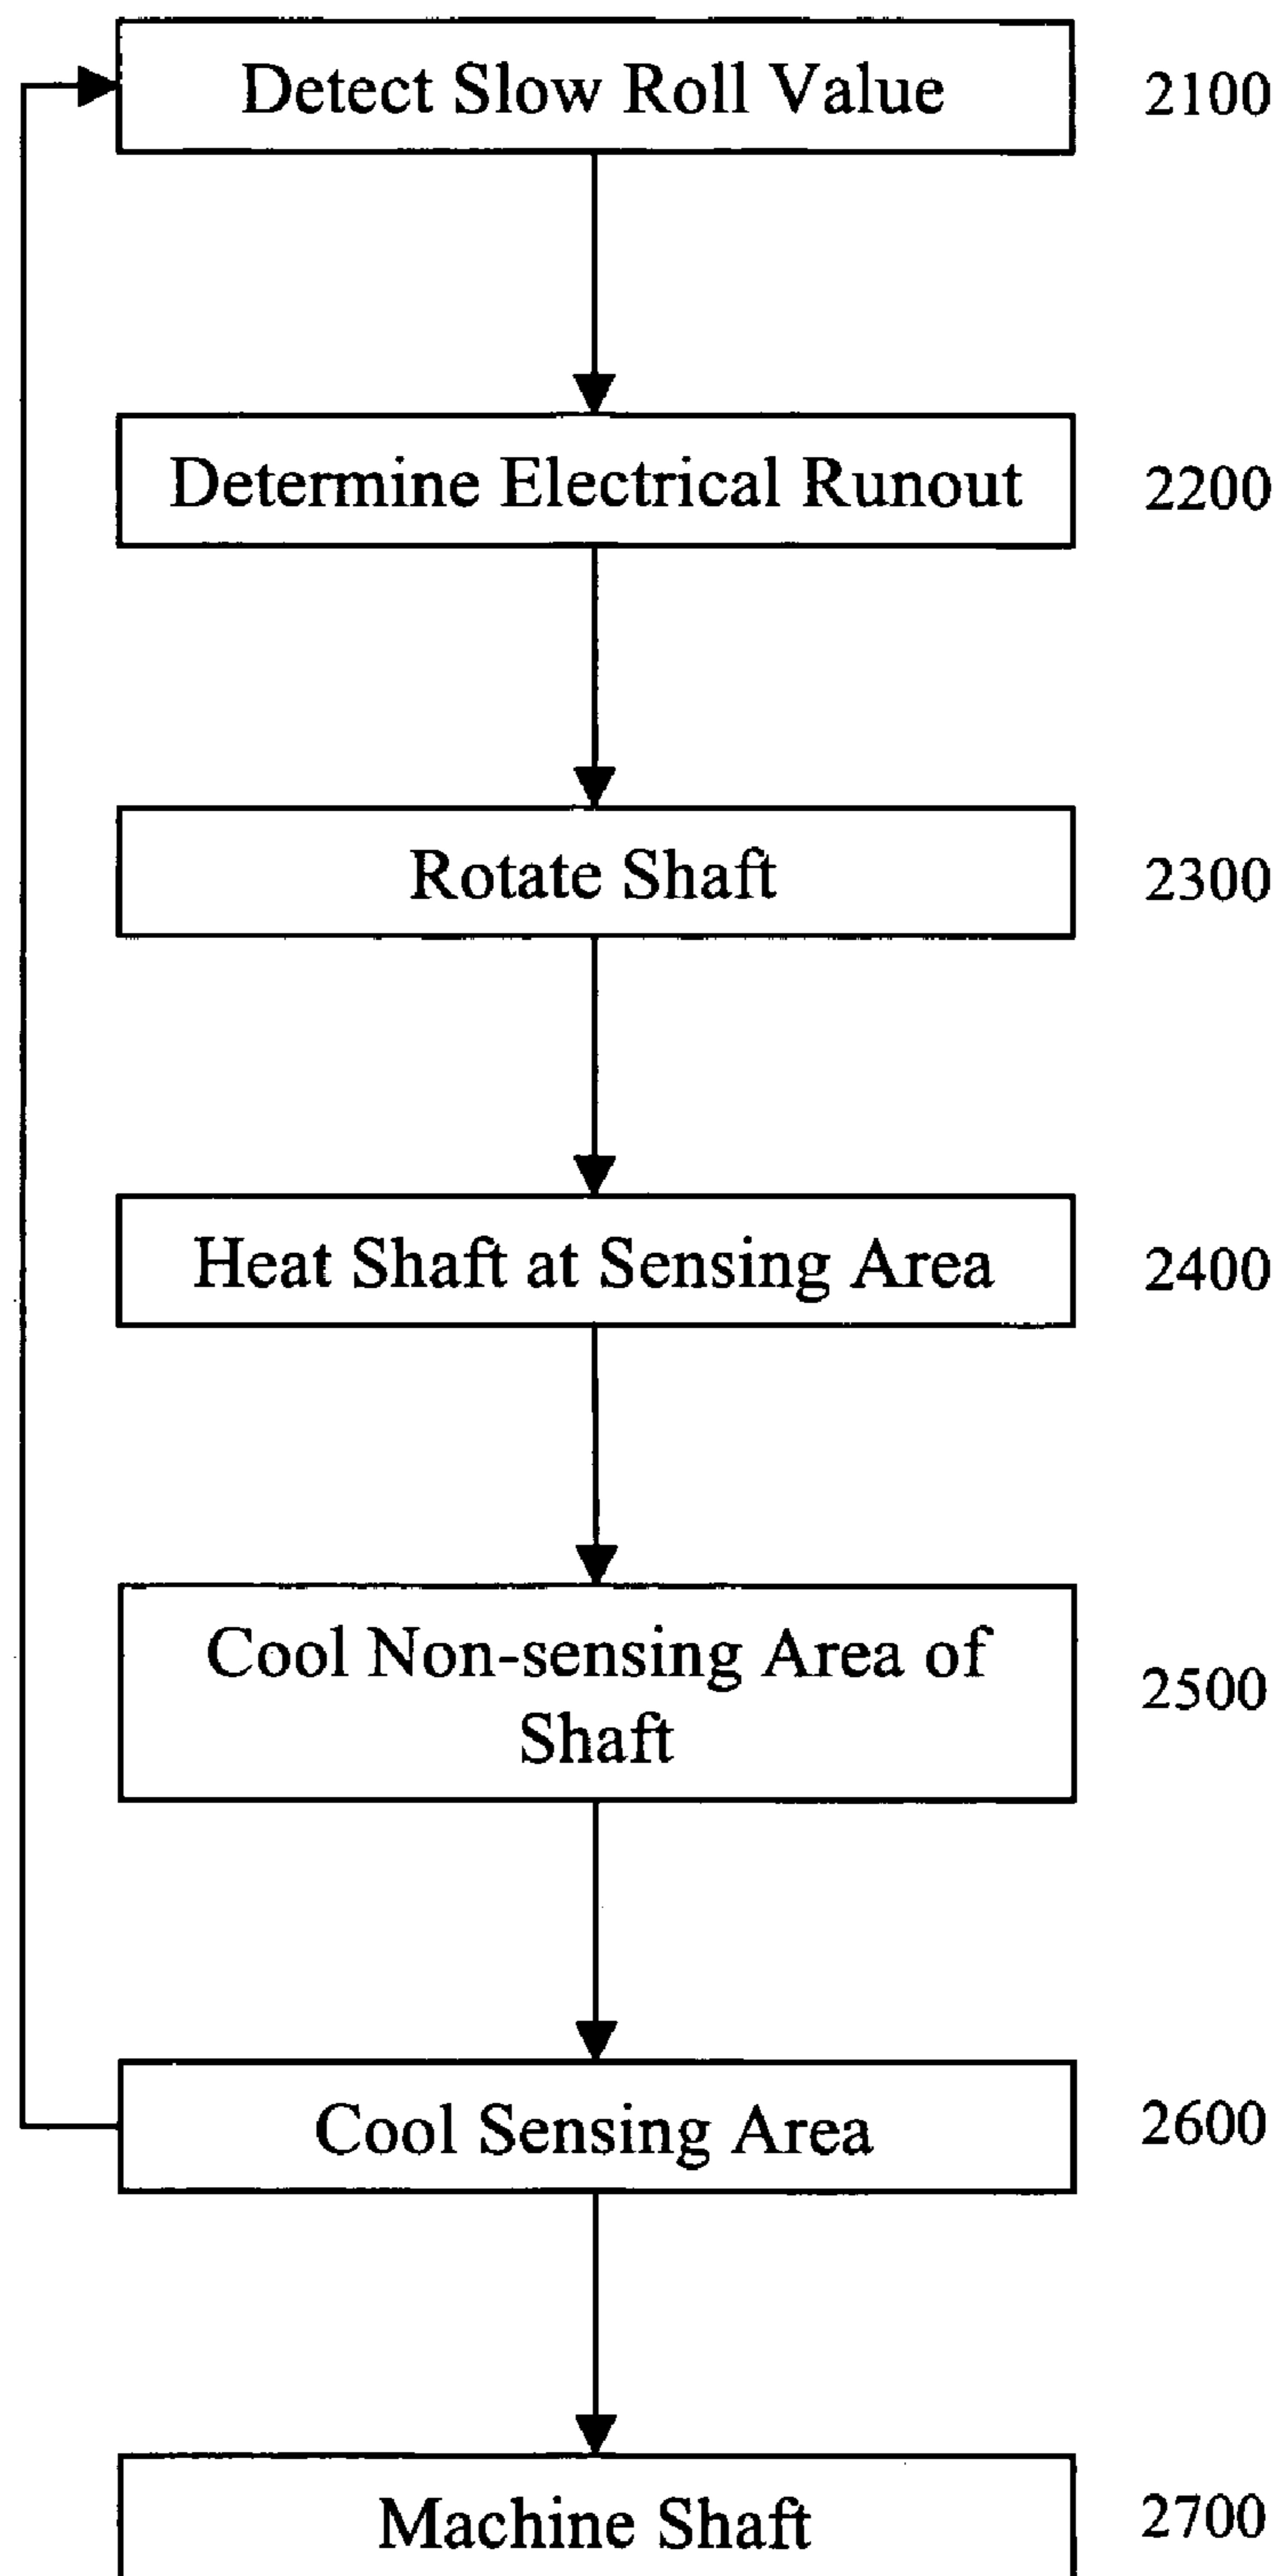 Detect Slow Roll Value 2100
Determine Electrical Runout 2200
Rotate Shaft 2300
Heat Shaft at Sensing Area 2400
Cool Non-sensing Area of
Shaft
2500
Cool Sensing Area 2600
Machine Shaft 2700